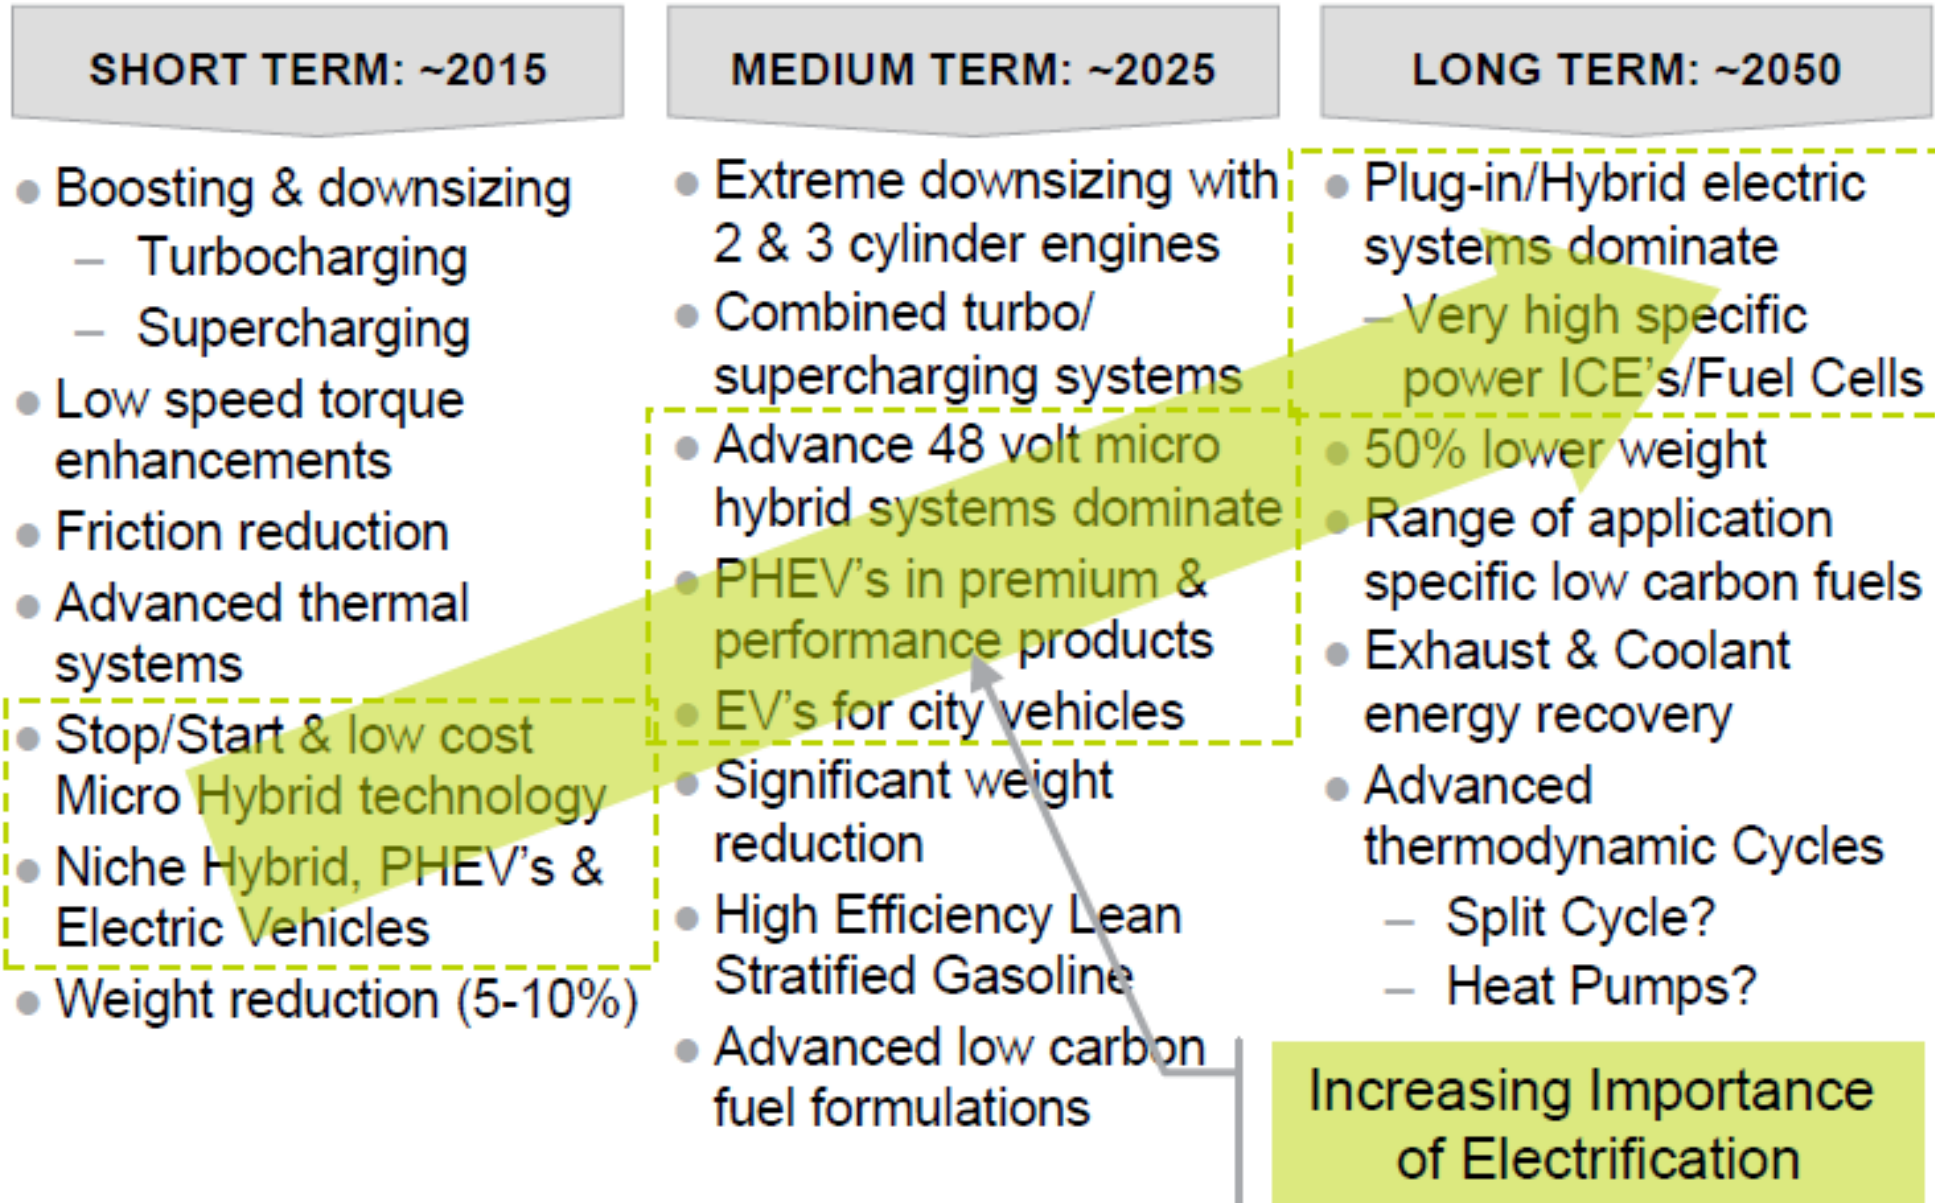 SHORT TERM: ~2015
● Boosting & downsizing
– Turbocharging
– Supercharging
● Low speed torque
enhancements
● Friction reduction
● Advanced thermal
systems
● Stop/Start & low cost
Micro Hybrid technology
● Niche Hybrid, PHEV's &
Electric Vehicles
● Weight reduction (5-10%)
MEDIUM TERM: ~2025
● Extreme downsizing with
2 & 3 cylinder engines
● Combined turbo/
supercharging systems
● Advance 48 volt micro
hybrid systems dominate
● PHEV's in premium &
performance products
● EV's for city vehicles
● Significant weight
reduction
● High Efficiency Lean
Stratified Gasoline
● Advanced low carbon
fuel formulations
LONG TERM: ~2050
● Plug-in/Hybrid electric
systems dominate
– Very high specific
power ICE's/Fuel Cells
● 50% lower weight
● Range of application
specific low carbon fuels
● Exhaust & Coolant
energy recovery
● Advanced
thermodynamic Cycles
– Split Cycle?
– Heat Pumps?
Increasing Importance
of Electrification